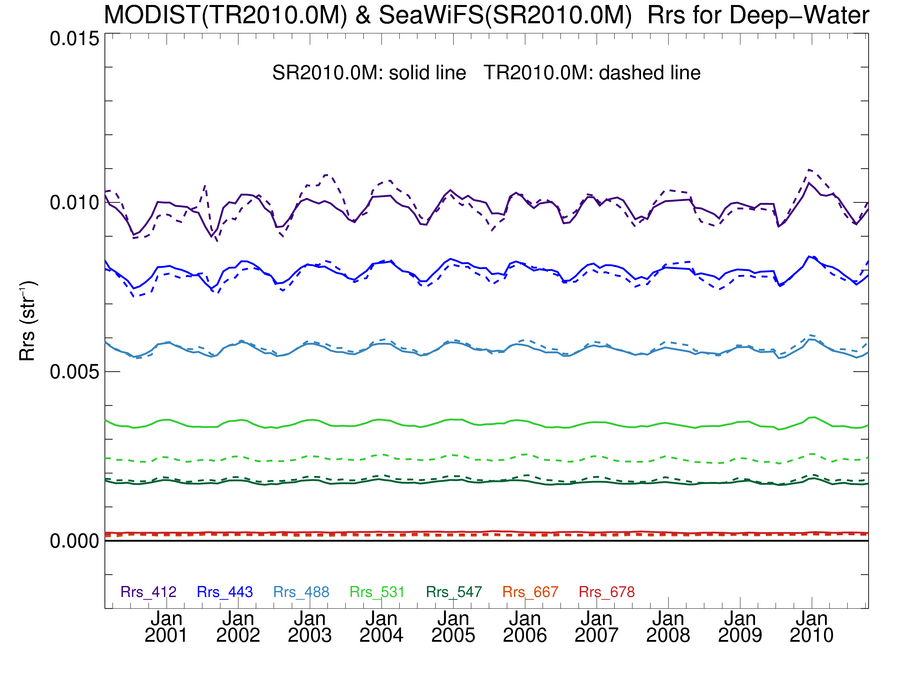 MODIST(TR2010.0M) & SeaWiFS(SR2010.0M)  Rrs for Deep−Water
0.015
SR2010.0M: solid line   TR2010.0M: dashed line
0.010
Rrs (str⁻¹)
0.005
0.000
Rrs_412 Rrs_443 Rrs_488 Rrs_531 Rrs_547 Rrs_667 Rrs_678
Jan Jan Jan Jan Jan Jan Jan Jan Jan Jan
2001 2002 2003 2004 2005 2006 2007 2008 2009 2010